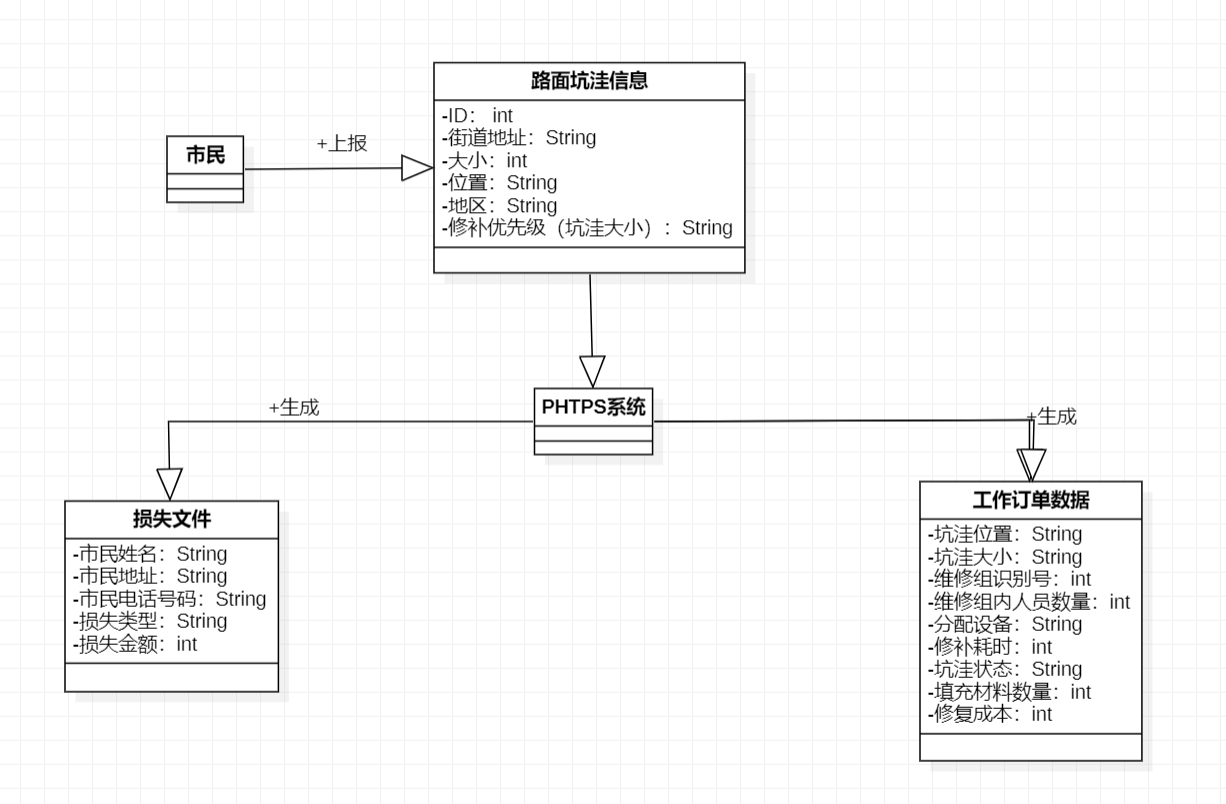 路面坑洼信息
-ID： int
-街道地址：String
-大小：int
-位置：String
-地区：String
-修补优先级（坑洼大小）：String
市民
+上报
PHTPS系统
+生成
+生成
损失文件
-市民姓名：String
-市民地址：String
-市民电话号码：String
-损失类型：String
-损失金额：int
工作订单数据
-坑洼位置：String
-坑洼大小：String
-维修组识别号：int
-维修组内人员数量：int
-分配设备：String
-修补耗时：int
-坑洼状态：String
-填充材料数量：int
-修复成本：int